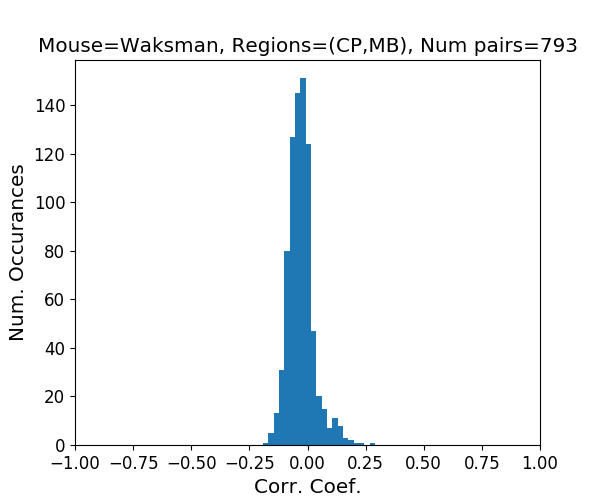 Mouse=Waksman, Regions=(CP,MB), Num pairs=793
140
120
100
80
60
40
20
0
Num. Occurances
−1.00 −0.75 −0.50 −0.25 0.00 0.25 0.50 0.75 1.00
Corr. Coef.